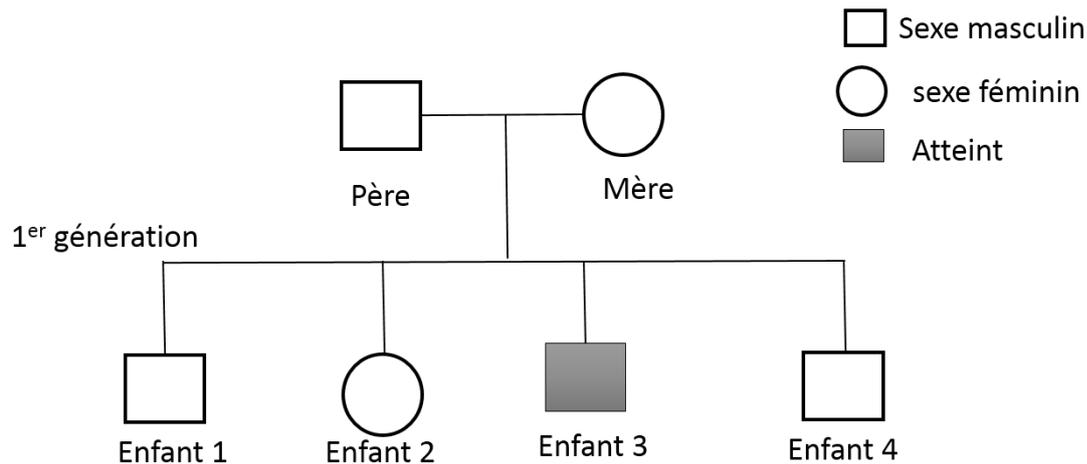 Sexe masculin
sexe féminin
Atteint
Père
Mère
1er génération
Enfant 1
Enfant 2
Enfant 3
Enfant 4